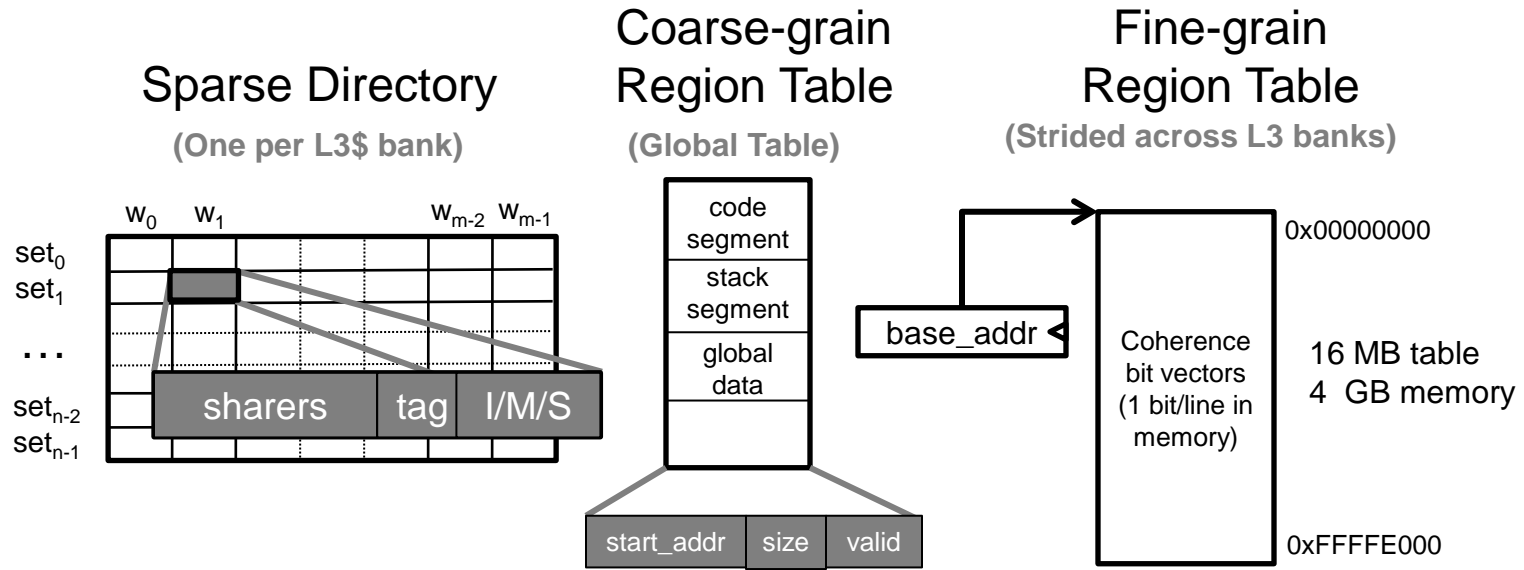 Sparse Directory
(One per L3$ bank)
w0 w1 wm-2 wm-1
set0
set1
...
setn-2
setn-1
sharers tag I/M/S
Coarse-grain
Region Table
(Global Table)
code
segment
stack
segment
global
data
start_addr size valid
Fine-grain
Region Table
(Strided across L3 banks)
base_addr
0x00000000
Coherence
bit vectors
(1 bit/line in
memory)
16 MB table
4 GB memory
0xFFFFE000